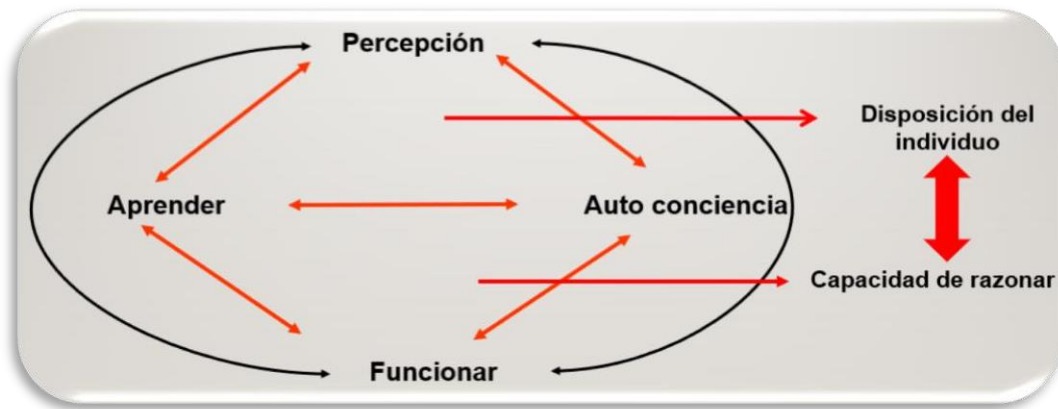 Percepción
Disposición del
individuo
Aprender
Auto conciencia
Capacidad de razonar
Funcionar